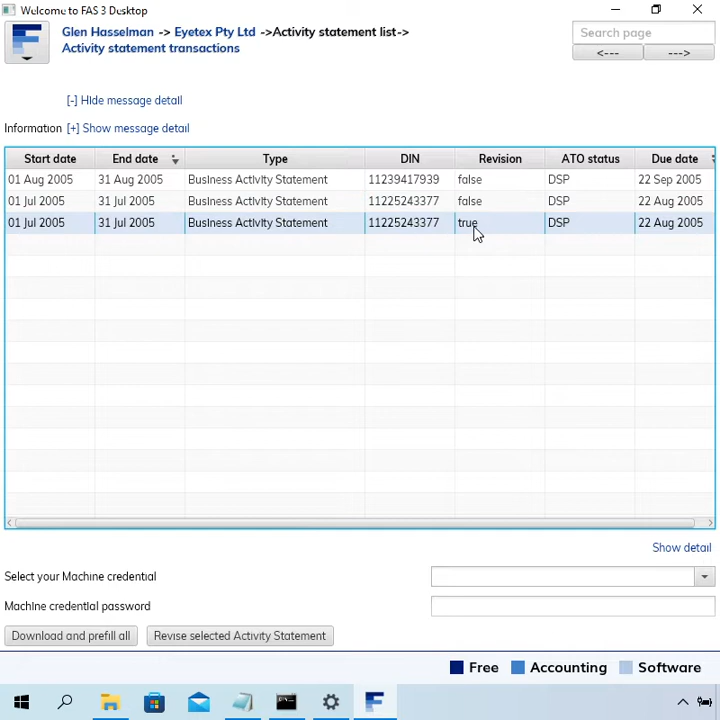 Welcome to FAS 3 Desktop
Glen Hasselman -> Eyetex Pty Ltd ->Activity statement list->
Activity statement transactions
Search page
<---
--->
[-] Hide message detail
Information [+] Show message detail
Start date End date Type DIN Revision ATO status Due date
01 Aug 2005 31 Aug 2005 Business Activity Statement 11239417939 false DSP 22 Sep 2005
01 Jul 2005 31 Jul 2005 Business Activity Statement 11225243377 false DSP 22 Aug 2005
01 Jul 2005 31 Jul 2005 Business Activity Statement 11225243377 true DSP 22 Aug 2005
Show detail
Select your Machine credential
Machine credential password
Download and prefill all Revise selected Activity Statement
Free Accounting Software